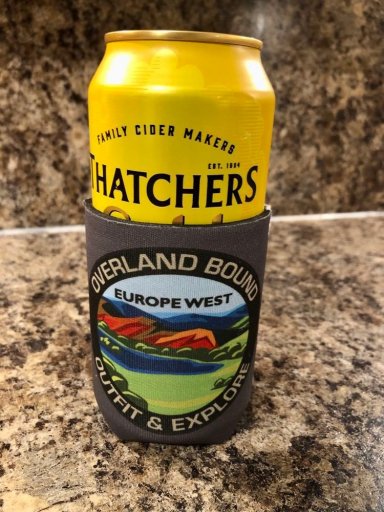 FAMILY CIDER MAKERS
EST. 1904
THATCHERS
OVERLAND BOUND
EUROPE WEST
OUTFIT & EXPLORE